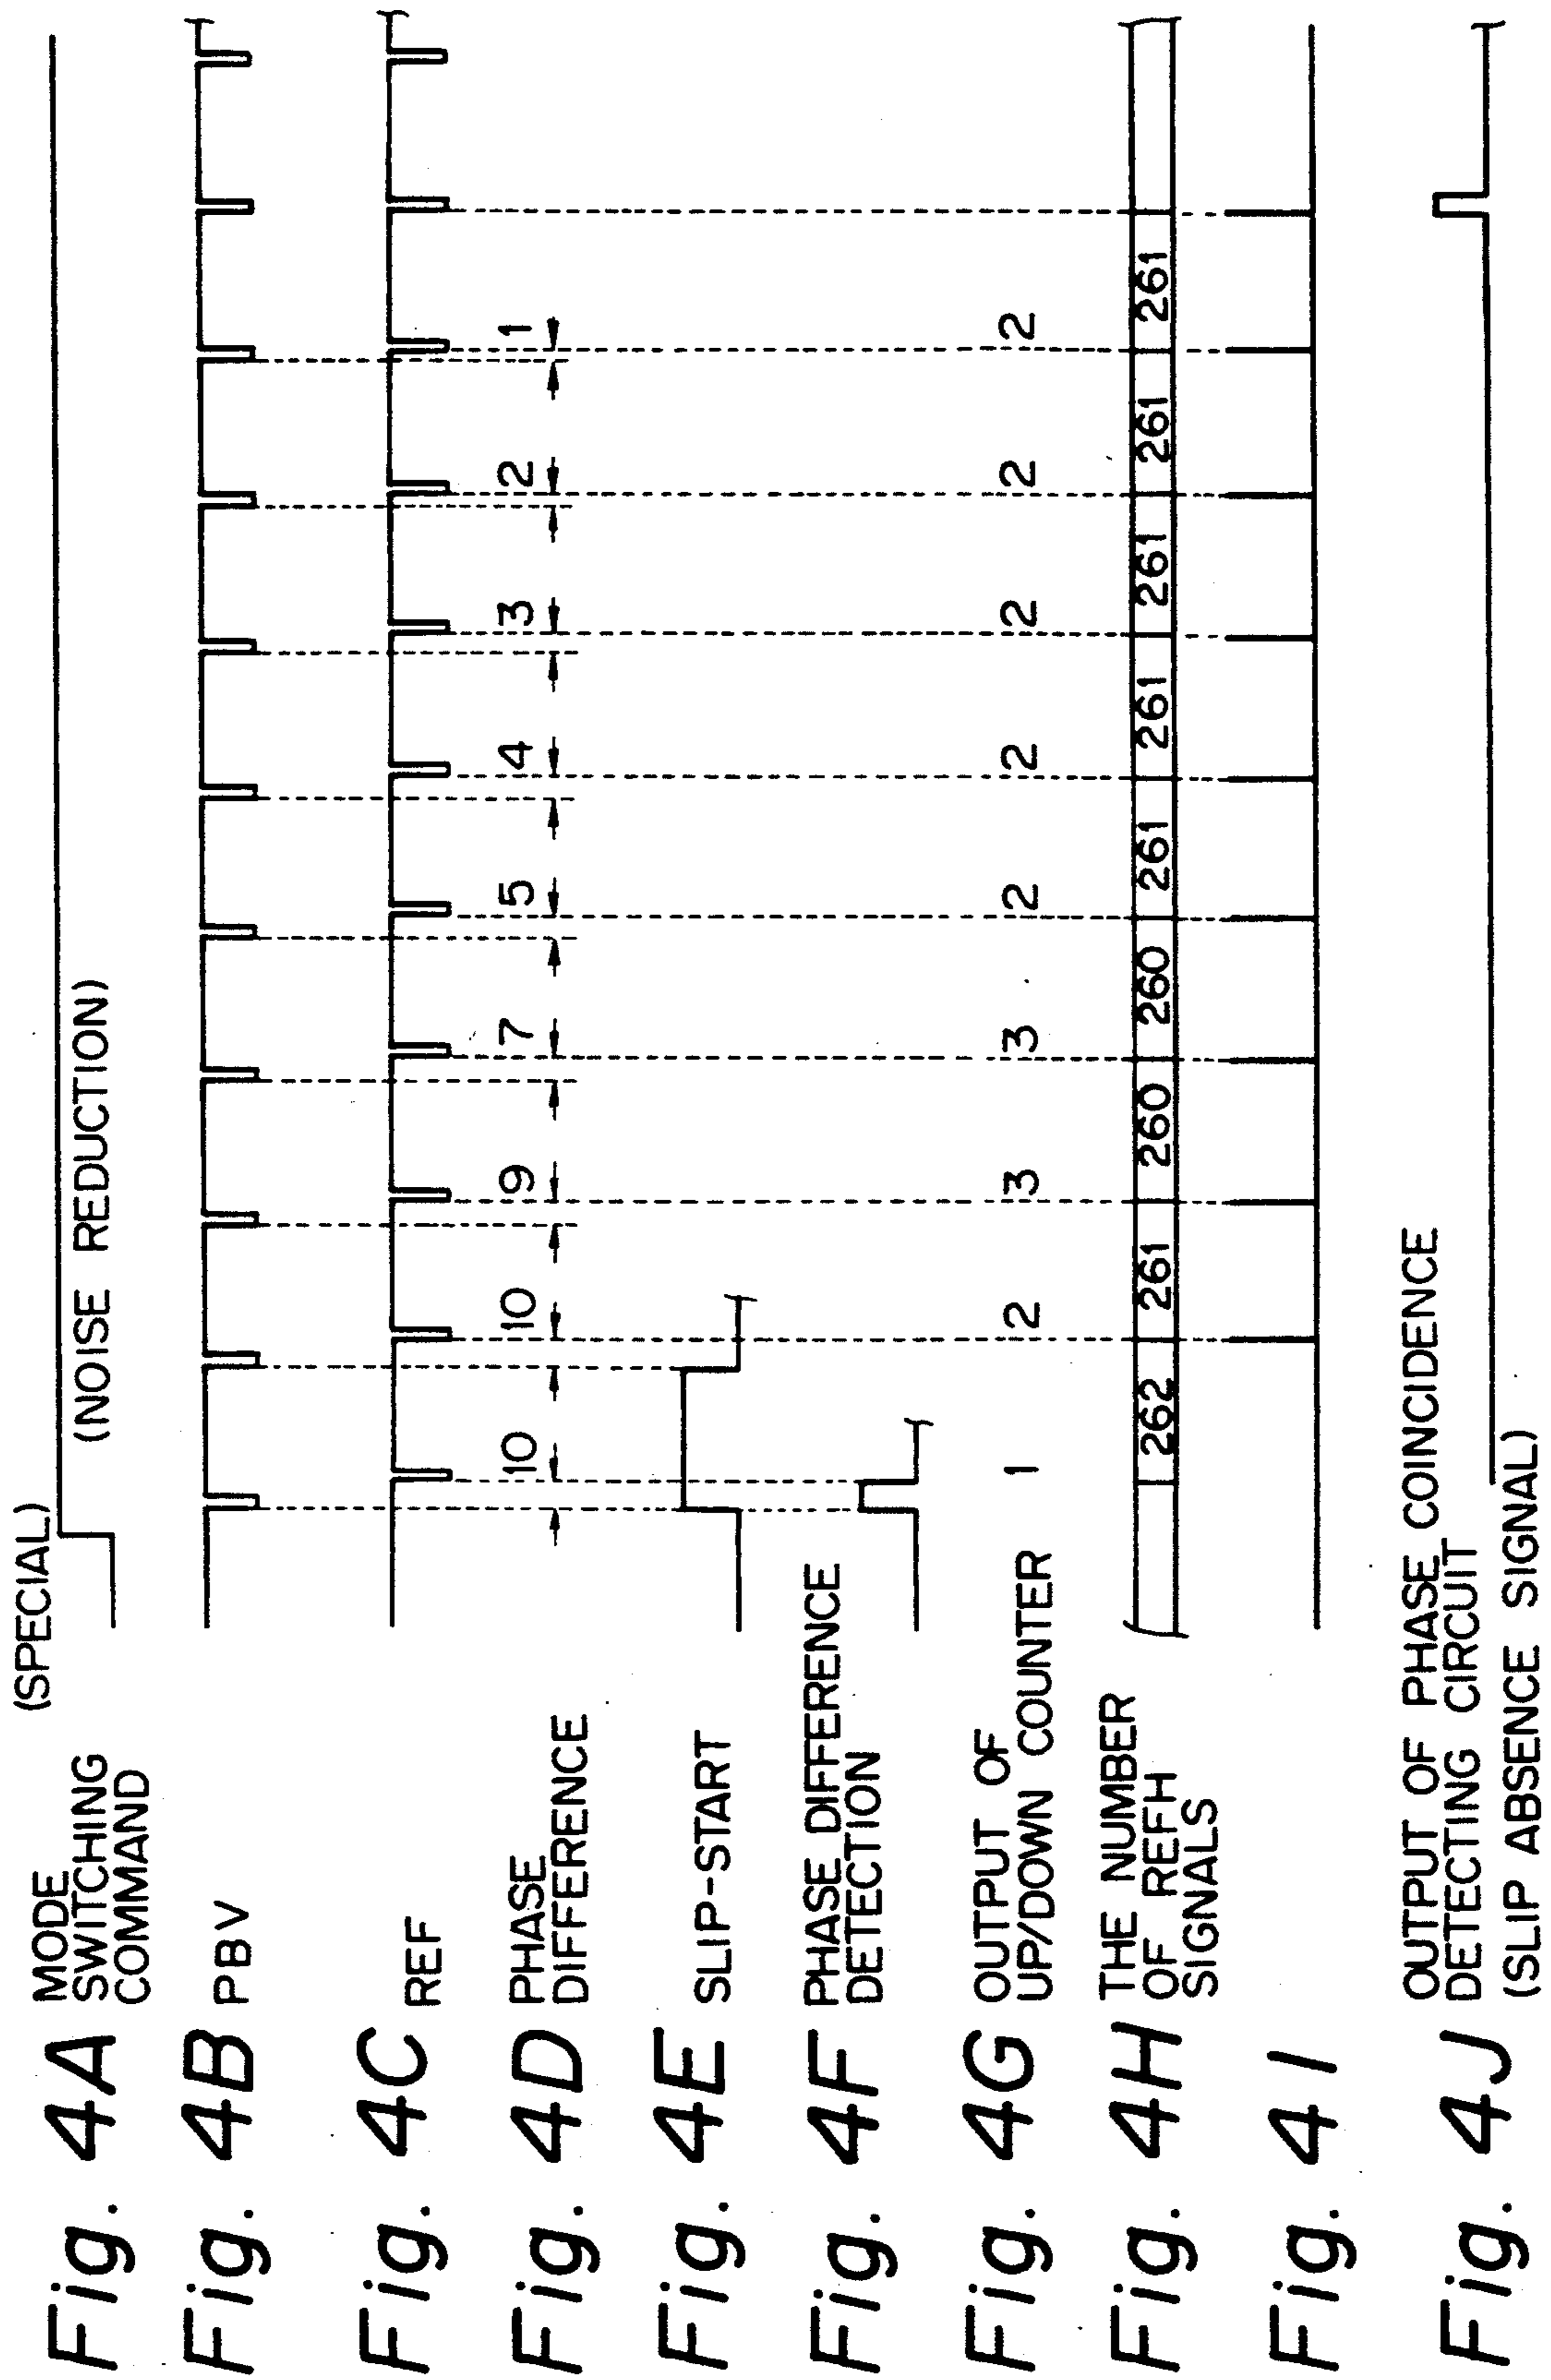 Fig. 4A MODE
SWITCHING
COMMAND
(SPECIAL)
(NOISE REDUCTION)
Fig. 4B PBV
Fig. 4C REF
Fig. 4D PHASE
DIFFERENCE
10 10 9 7 5 4 3 2 1
Fig. 4E SLIP-START
Fig. 4F PHASE DIFFERENCE
DETECTION
Fig. 4G OUTPUT OF
UP/DOWN COUNTER
1 2 3 3 2 2 2 2 2
Fig. 4H THE NUMBER
OF REFH
SIGNALS
262 261 260 260 261 261 261 261 261
Fig. 4I
Fig. 4J OUTPUT OF PHASE COINCIDENCE
DETECTING CIRCUIT
(SLIP ABSENCE SIGNAL)